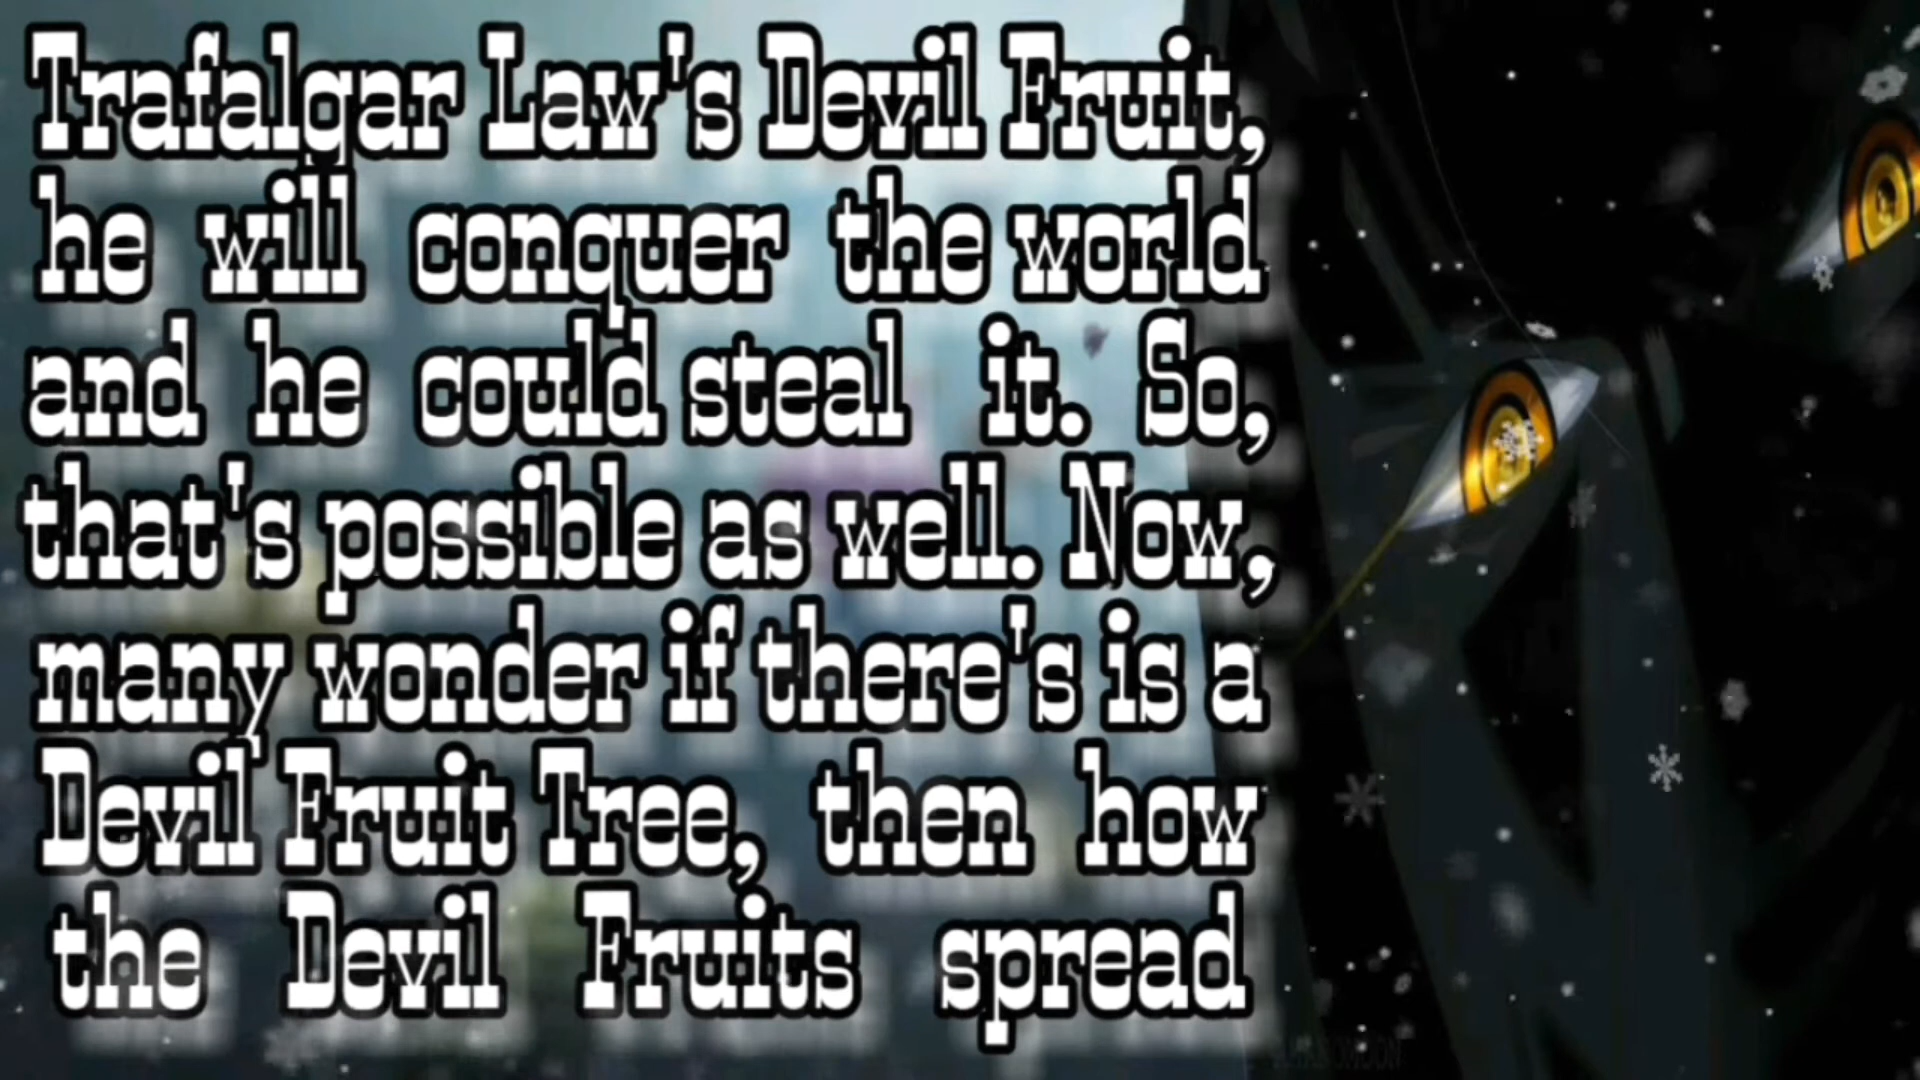 Trafalgar Law's Devil Fruit,
he will conquer the world
and he could steal it. So,
that's possible as well. Now,
many wonder if there's is a
Devil Fruit Tree, then how
the Devil Fruits spread